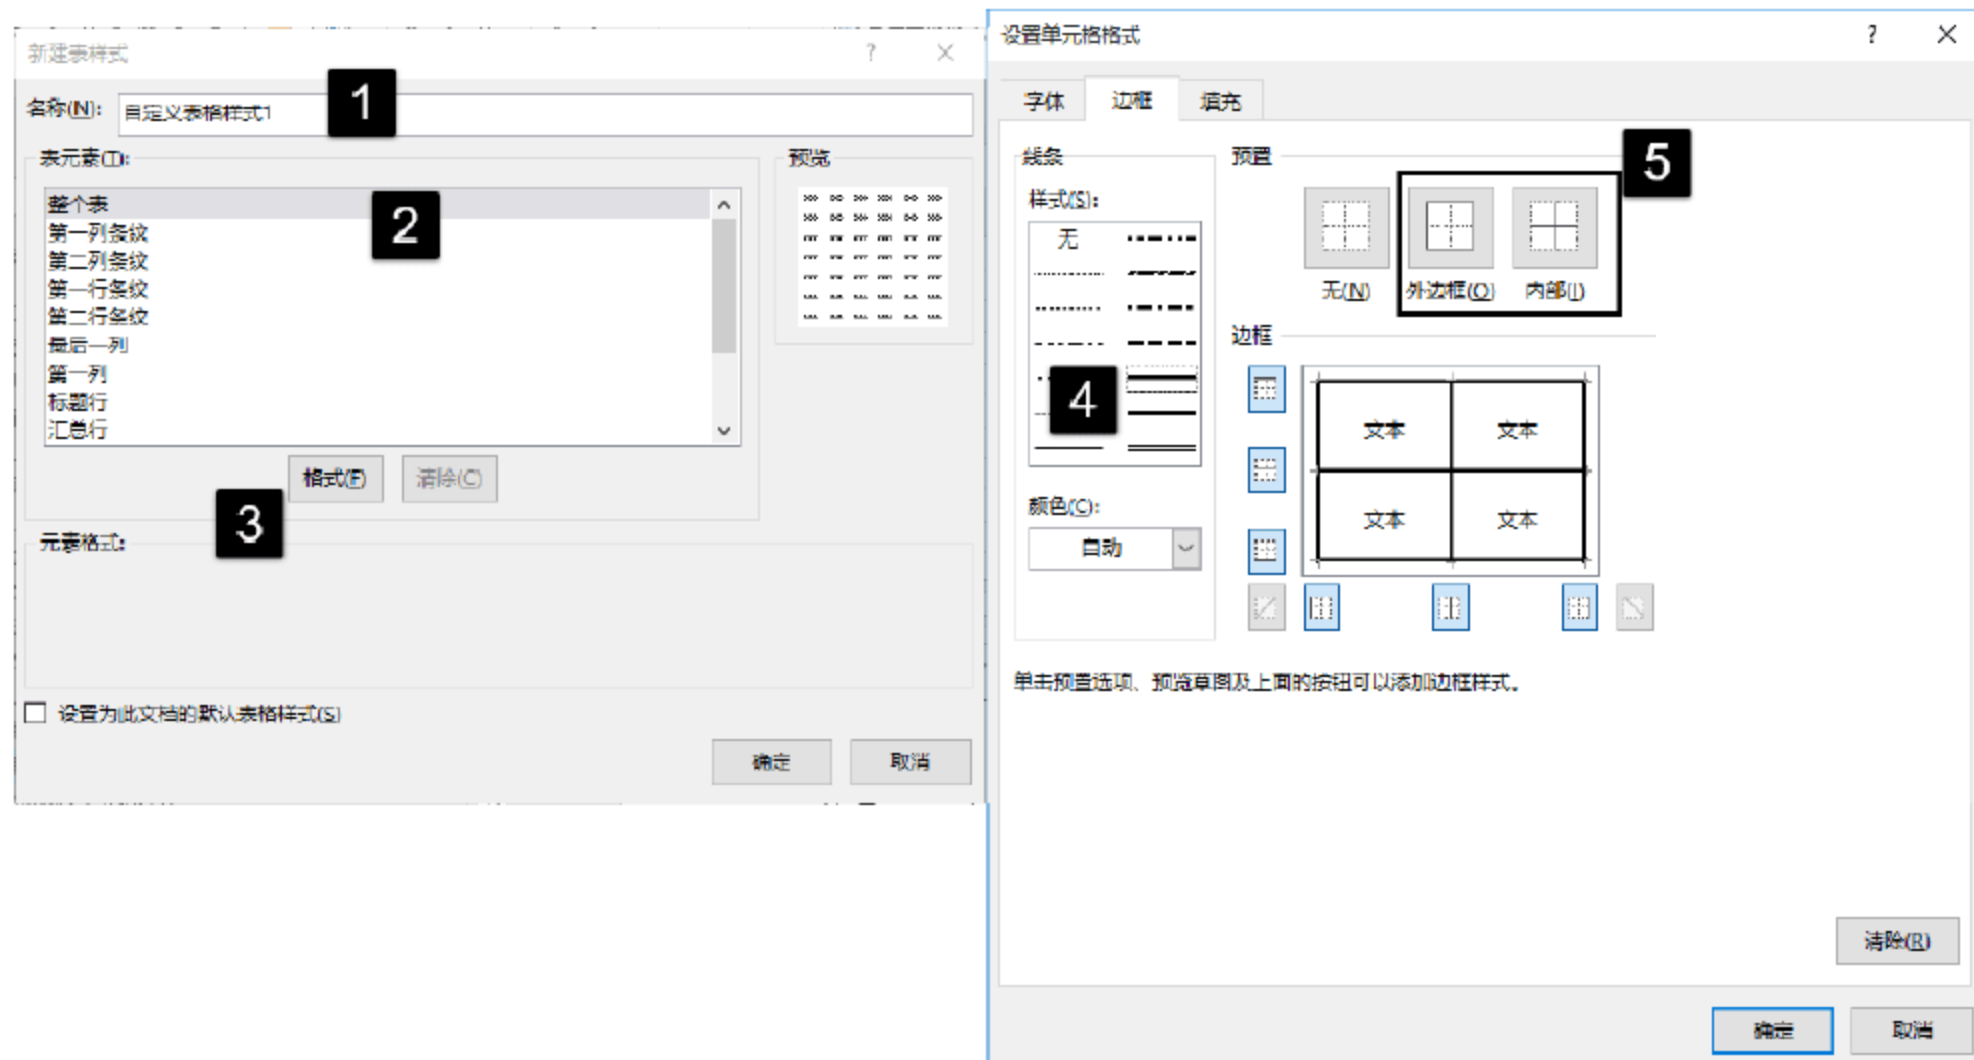 新建表样式 ? ×
名称(N): 自定义表格样式1
1
表元素(T):
整个表
第一列条纹
第二列条纹
第一行条纹
第二行条纹
最后一列
第一列
标题行
汇总行
2
预览
格式(F) 清除(C)
3
元素格式:
设置为此文档的默认表格样式(S)
确定 取消
设置单元格格式 ? ×
字体 边框 填充
线条
样式(S):
无
4
颜色(C):
自动
预置
5
无(N) 外边框(O) 内部(I)
边框
文本 文本
文本 文本
单击预置选项、预览草图及上面的按钮可以添加边框样式。
清除(R)
确定 取消